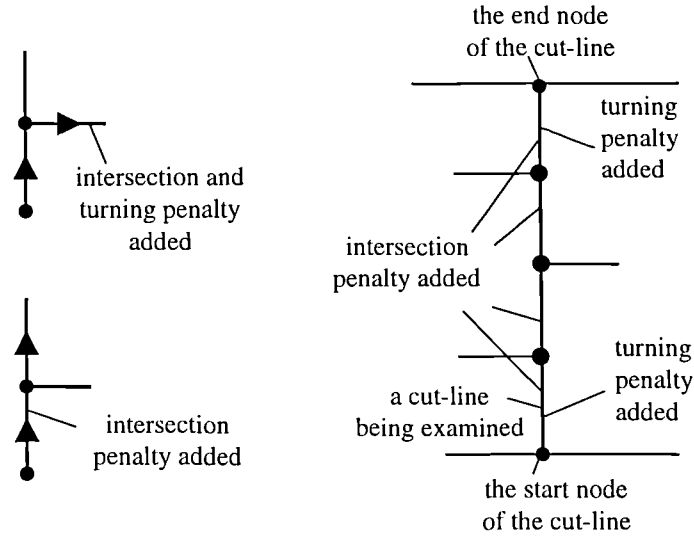 intersection and
turning penalty
added
intersection
penalty added
the end node
of the cut-line
turning
penalty
added
intersection
penalty added
turning
penalty
added
a cut-line
being examined
the start node
of the cut-line